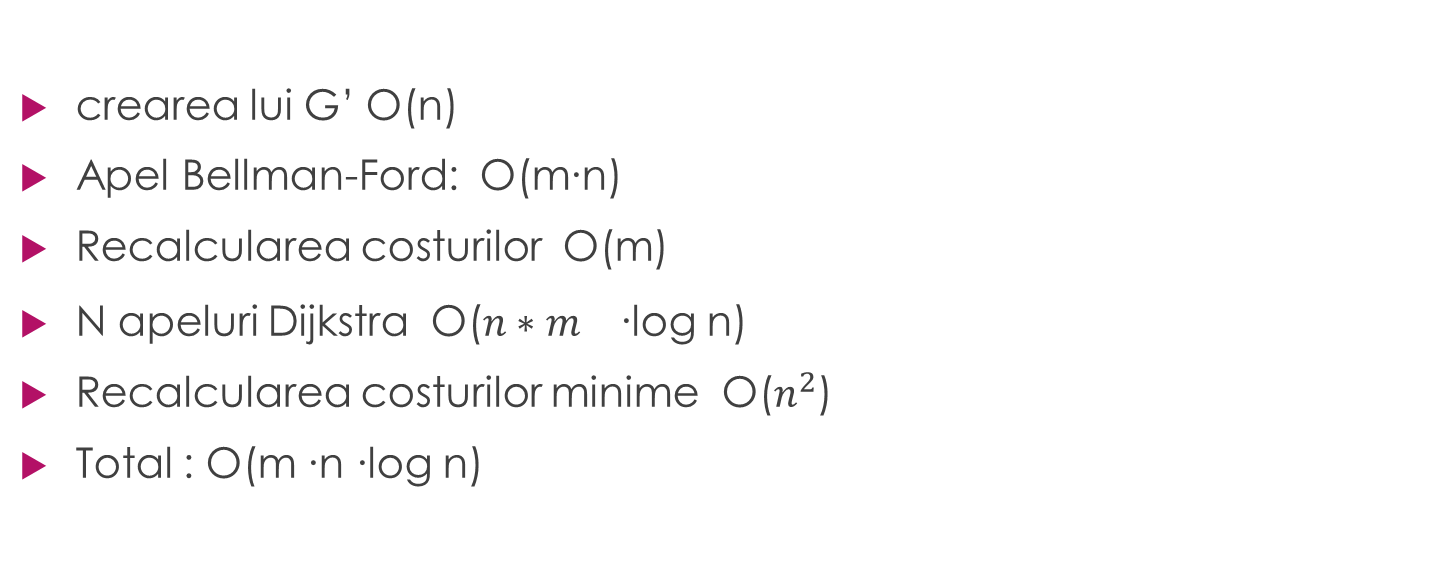 crearea lui G’ O(n)
Apel Bellman-Ford: O(m·n)
Recalcularea costurilor O(m)
N apeluri Dijkstra O(𝑛 ∗ 𝑚 ·log n)
Recalcularea costurilor minime O(𝑛²)
Total : O(m ·n ·log n)